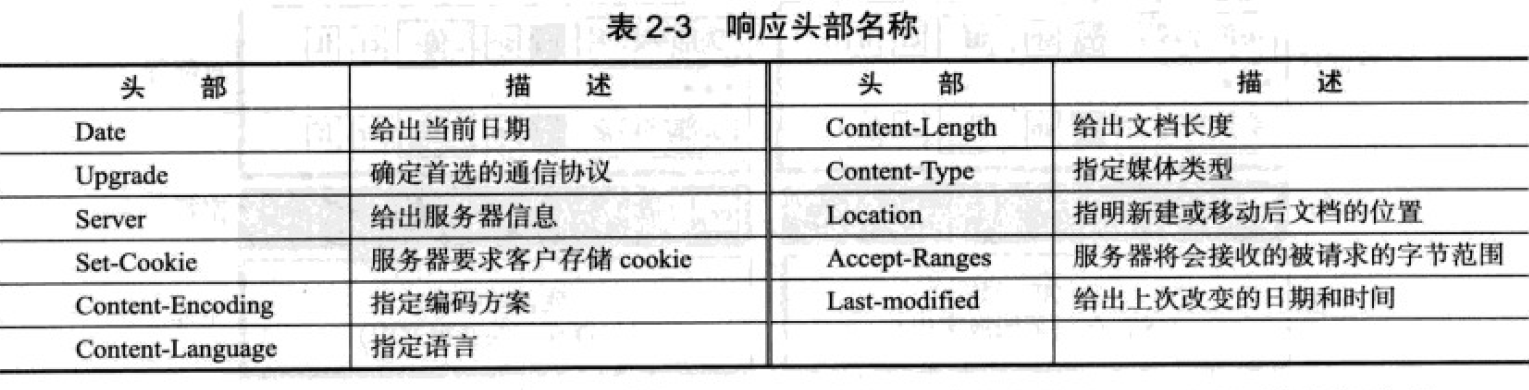 表 2-3 响应头部名称
头 部 描 述 头 部 描 述
Date 给出当前日期 Content-Length 给出文档长度
Upgrade 确定首选的通信协议 Content-Type 指定媒体类型
Server 给出服务器信息 Location 指明新建或移动后文档的位置
Set-Cookie 服务器要求客户存储 cookie Accept-Ranges 服务器将会接收的被请求的字节范围
Content-Encoding 指定编码方案 Last-modified 给出上次改变的日期和时间
Content-Language 指定语言